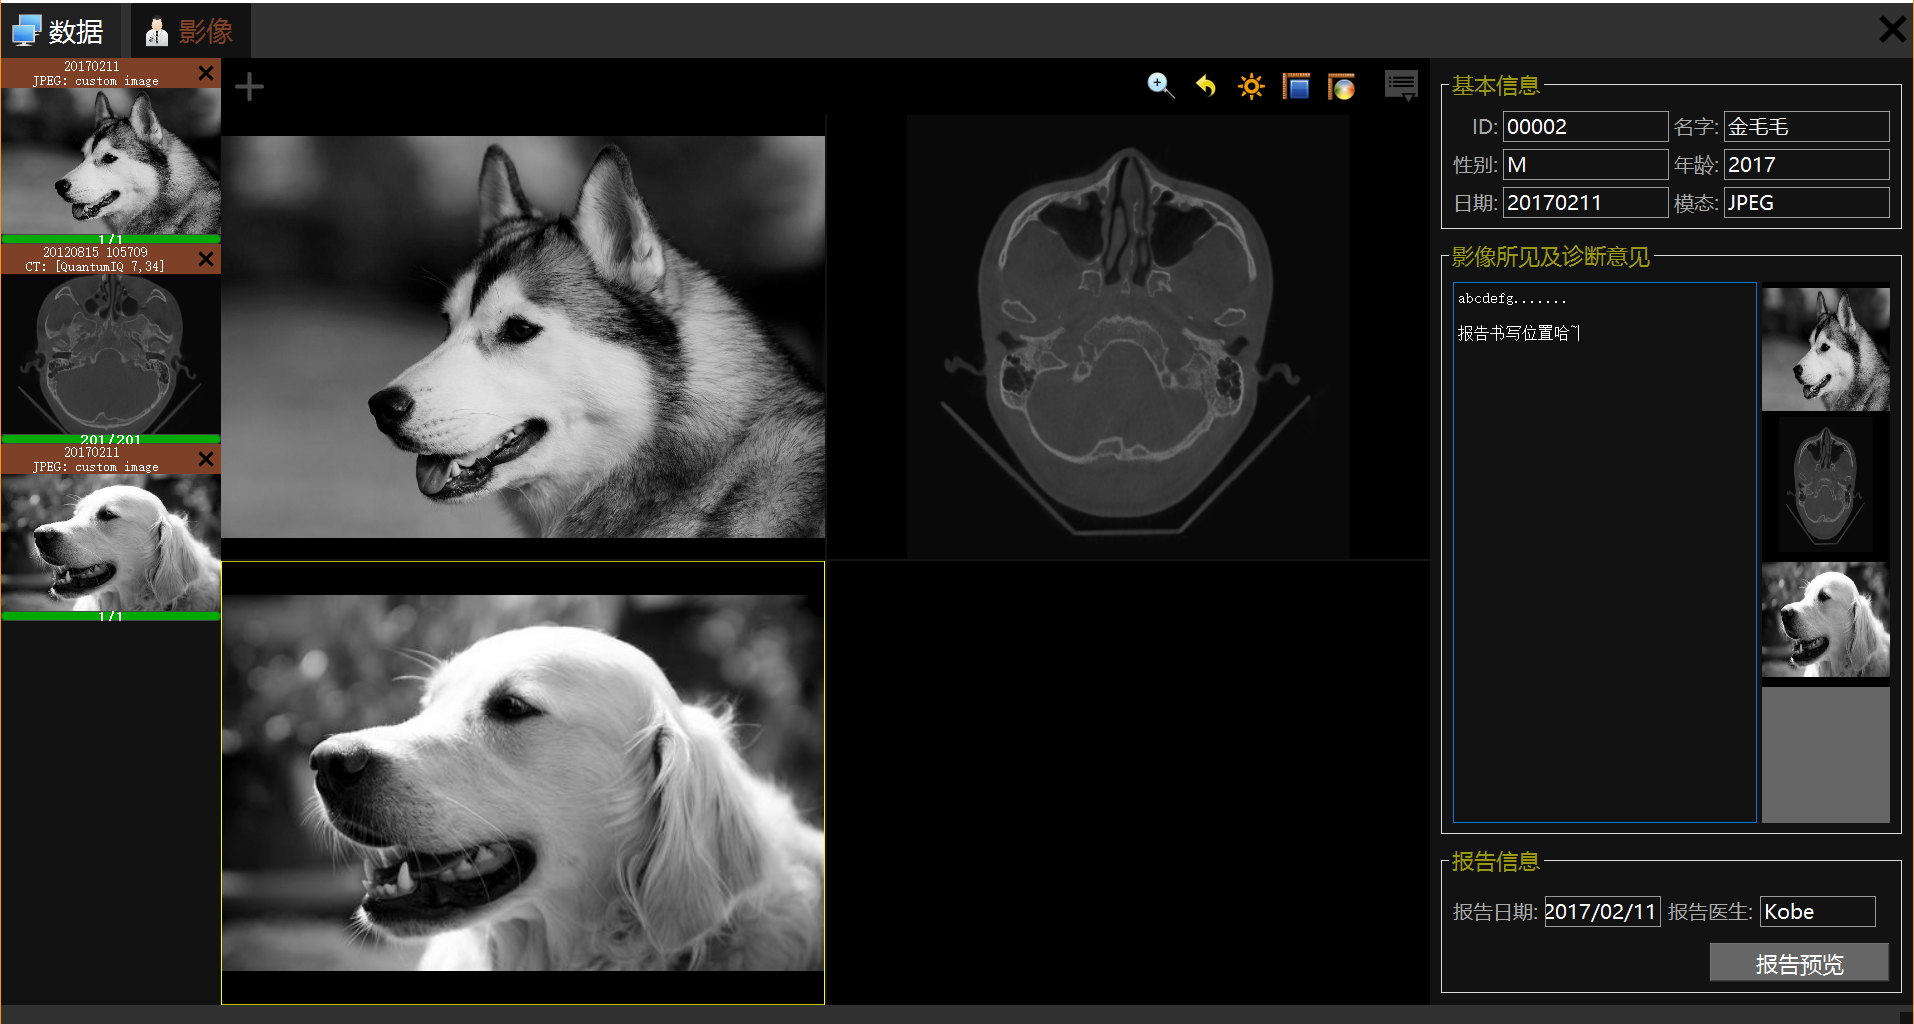 数据
影像
20170211
JPEG: custom image
1/1
20120815 105709
CT: [QuantumIQ 7,34]
201/201
20170211
JPEG: custom image
1/1
基本信息
ID: 00002 名字: 金毛毛
性别: M 年龄: 2017
日期: 20170211 模态: JPEG
影像所见及诊断意见
abcdefg.......
报告书写位置哈~
报告信息
报告日期: 2017/02/11 报告医生: Kobe
报告预览